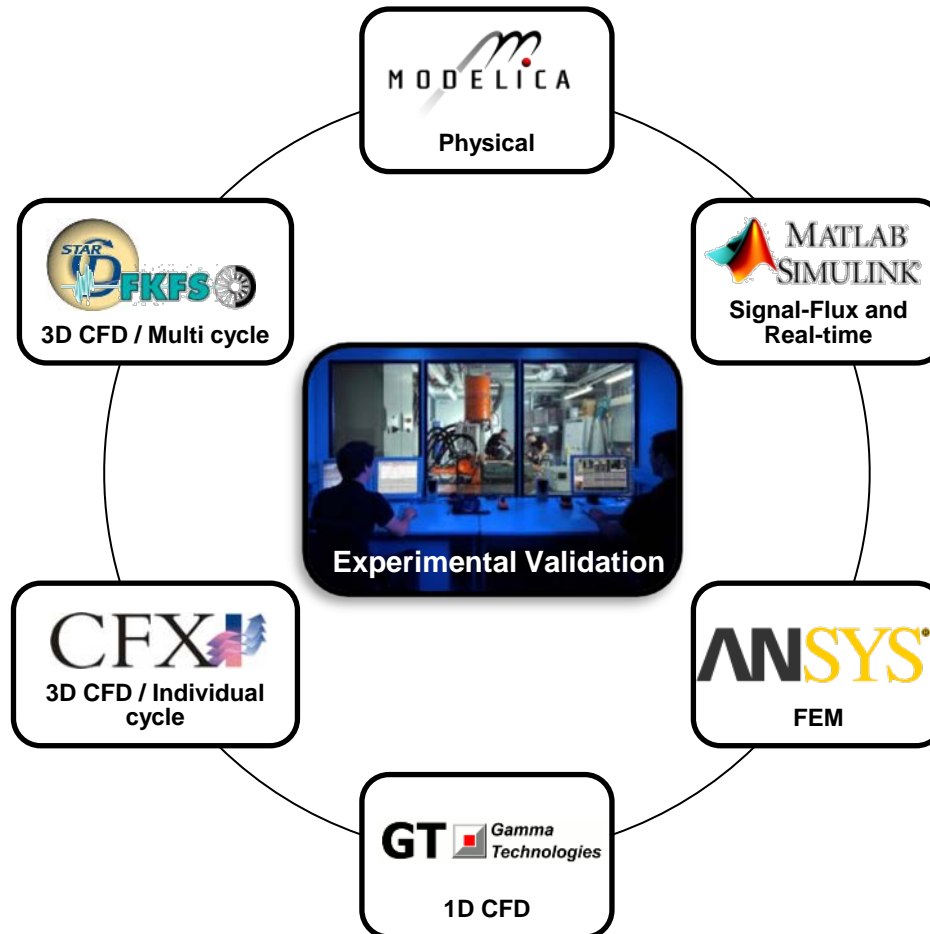 MODELICA
Physical
STAR
CD
FKFS
3D CFD / Multi cycle
MATLAB
SIMULINK
Signal-Flux and
Real-time
Experimental Validation
CFX
3D CFD / Individual
cycle
ANSYS®
FEM
GT
Gamma
Technologies
1D CFD